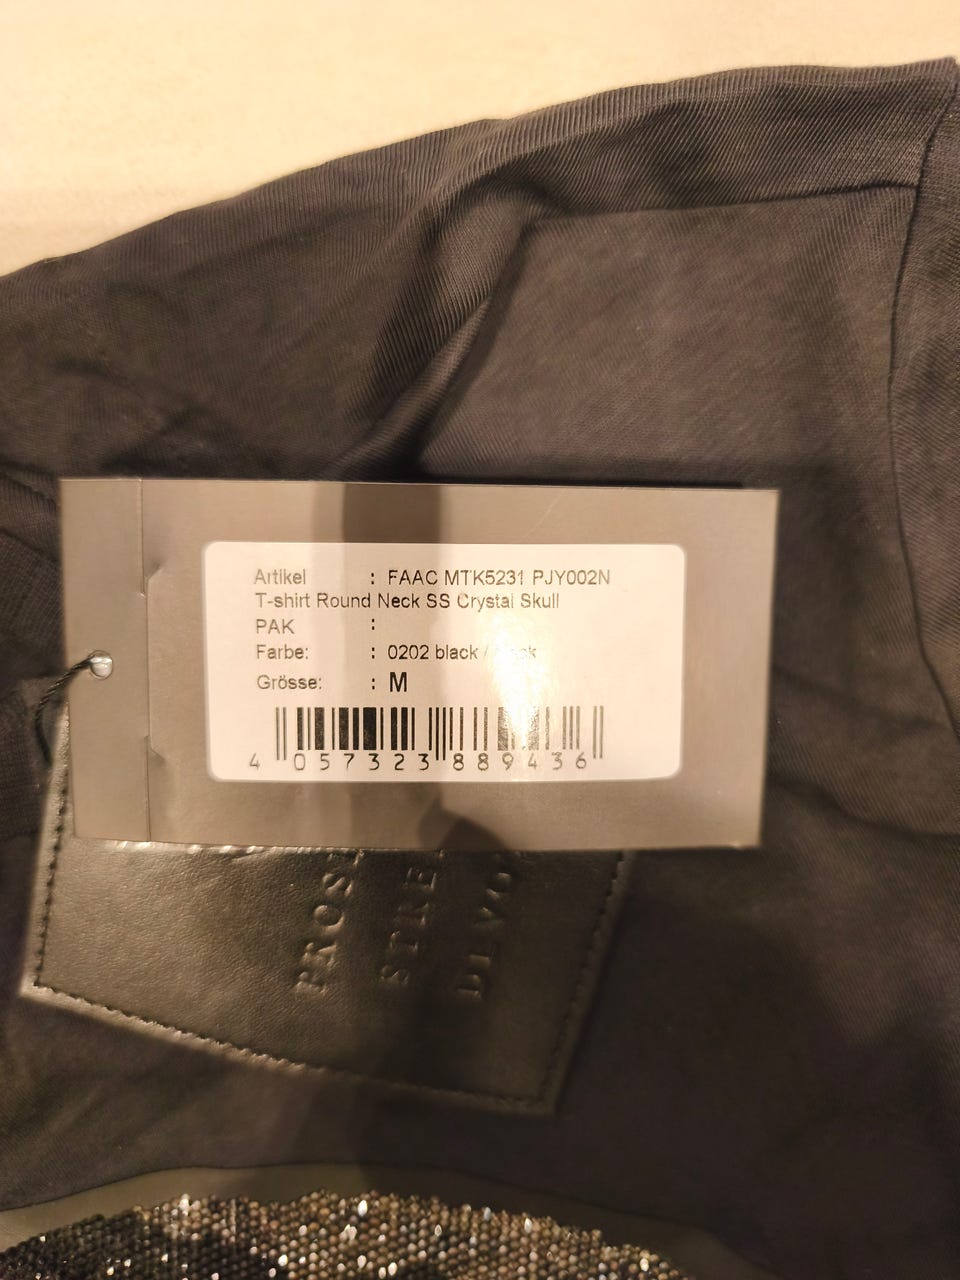 Artikel : FAAC MTK5231 PJY002N
T-shirt Round Neck SS Crystal Skull
PAK :
Farbe: : 0202 black /
Grösse: : M
4 057323 889436